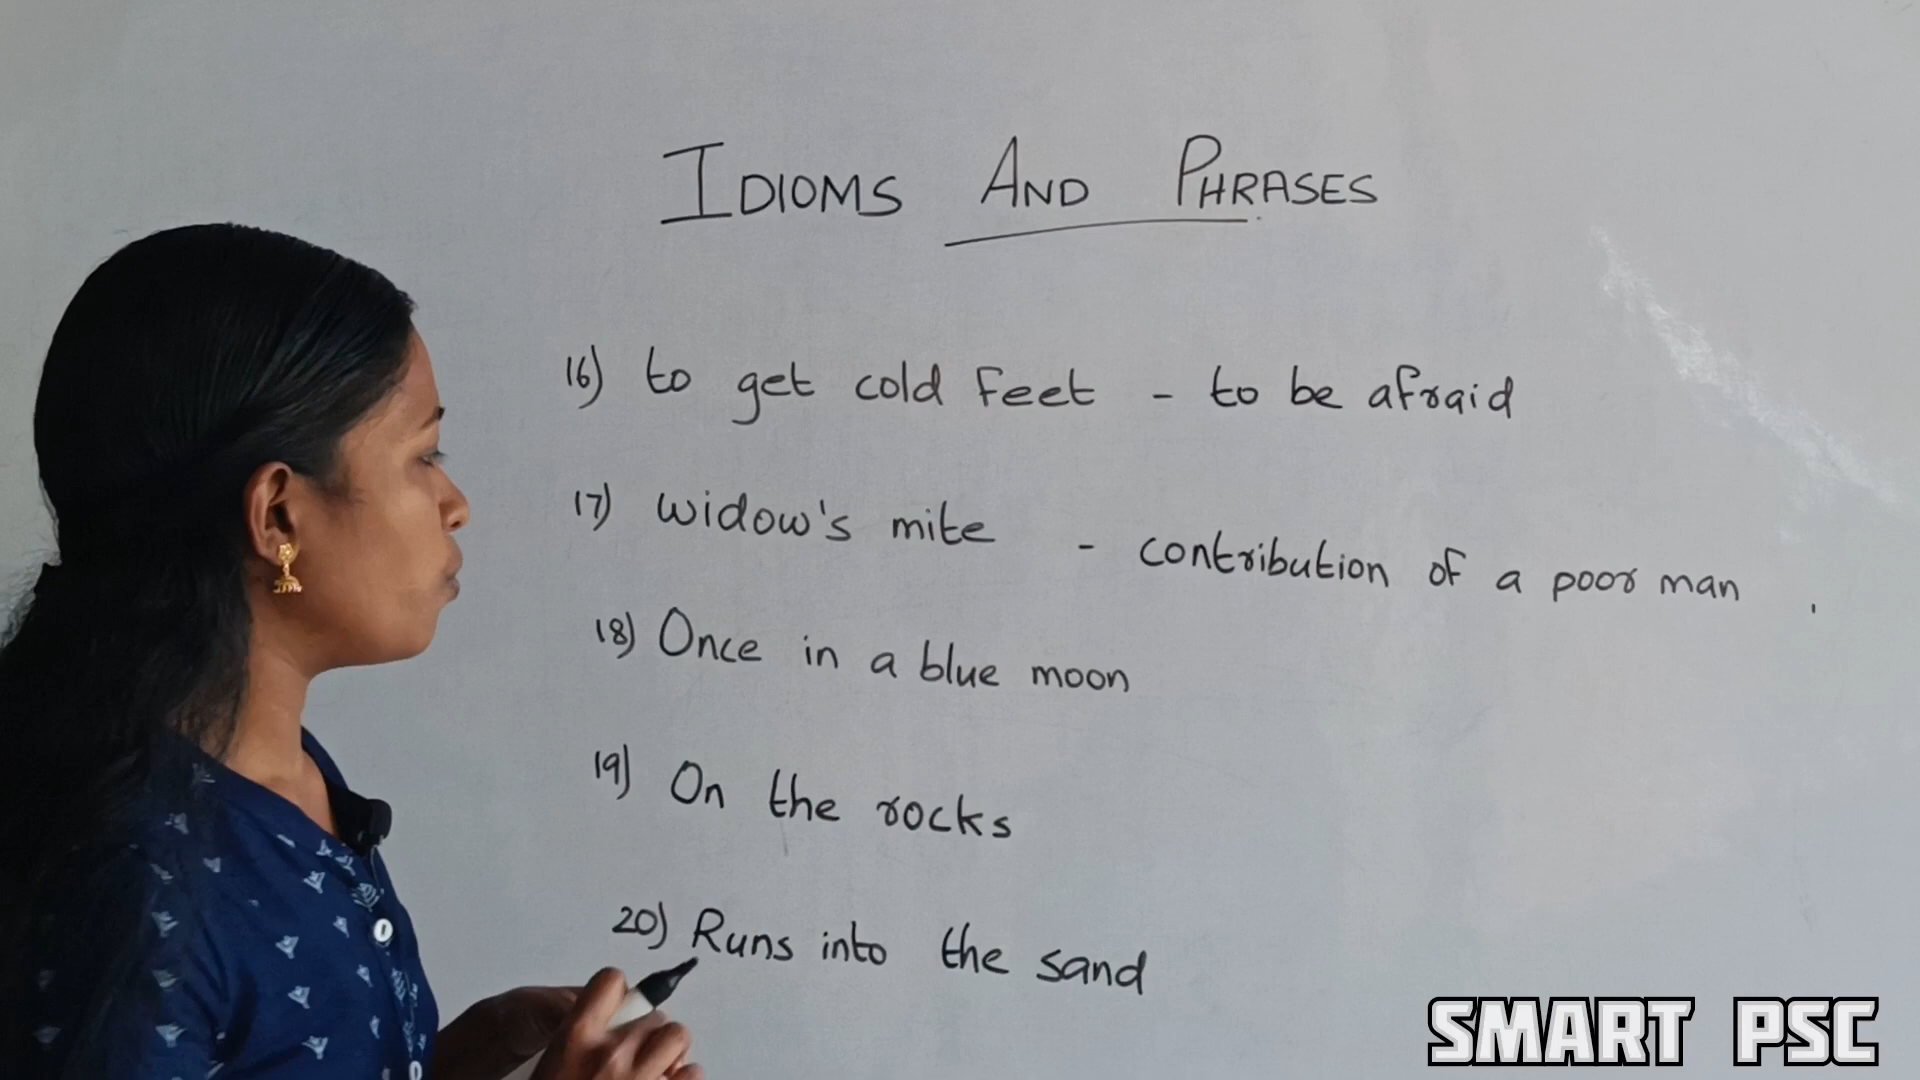 IDIOMS AND PHRASES
16) to get cold feet - to be afraid
17) widow's mite - contribution of a poor man
18) Once in a blue moon
19) On the rocks
20) Runs into the sand
SMART PSC